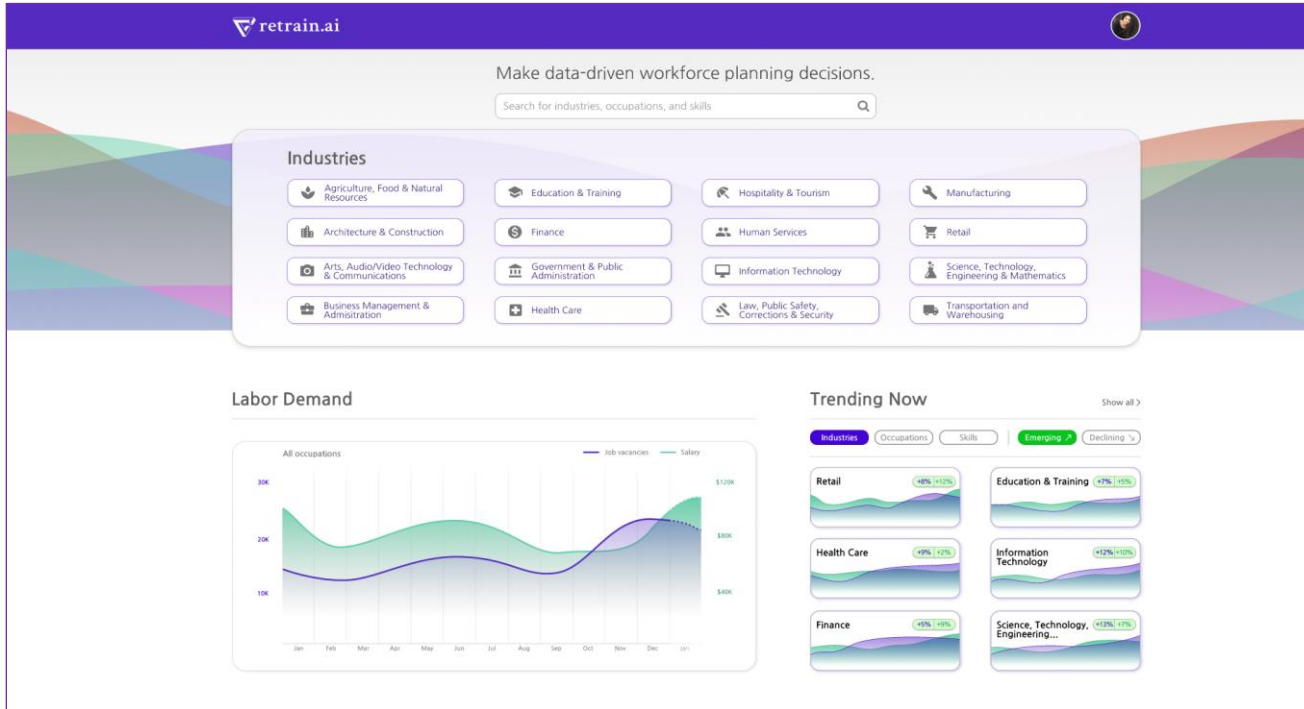 retrain.ai
Make data-driven workforce planning decisions.
Search for industries, occupations, and skills
Industries
Agriculture, Food & Natural
Resources
Education & Training
Hospitality & Tourism
Manufacturing
Architecture & Construction
Finance
Human Services
Retail
Arts, Audio/Video Technology
& Communications
Government & Public
Administration
Information Technology
Science, Technology,
Engineering & Mathematics
Business Management &
Admisitration
Health Care
Law, Public Safety,
Corrections & Security
Transportation and
Warehousing
Labor Demand
All occupations
Job vacancies
Salary
30K
20K
10K
$120K
$80K
$40K
Jan Feb Mar Apr May Jun Jul Aug Sep Oct Nov Dec Jan
Trending Now
Show all >
Industries
Occupations
Skills
Emerging ↗
Declining ↘
Retail
+8% +12%
Education & Training
+7% +5%
Health Care
+9% +2%
Information
Technology
+12% +10%
Finance
+5% +9%
Science, Technology,
Engineering...
+13% +7%